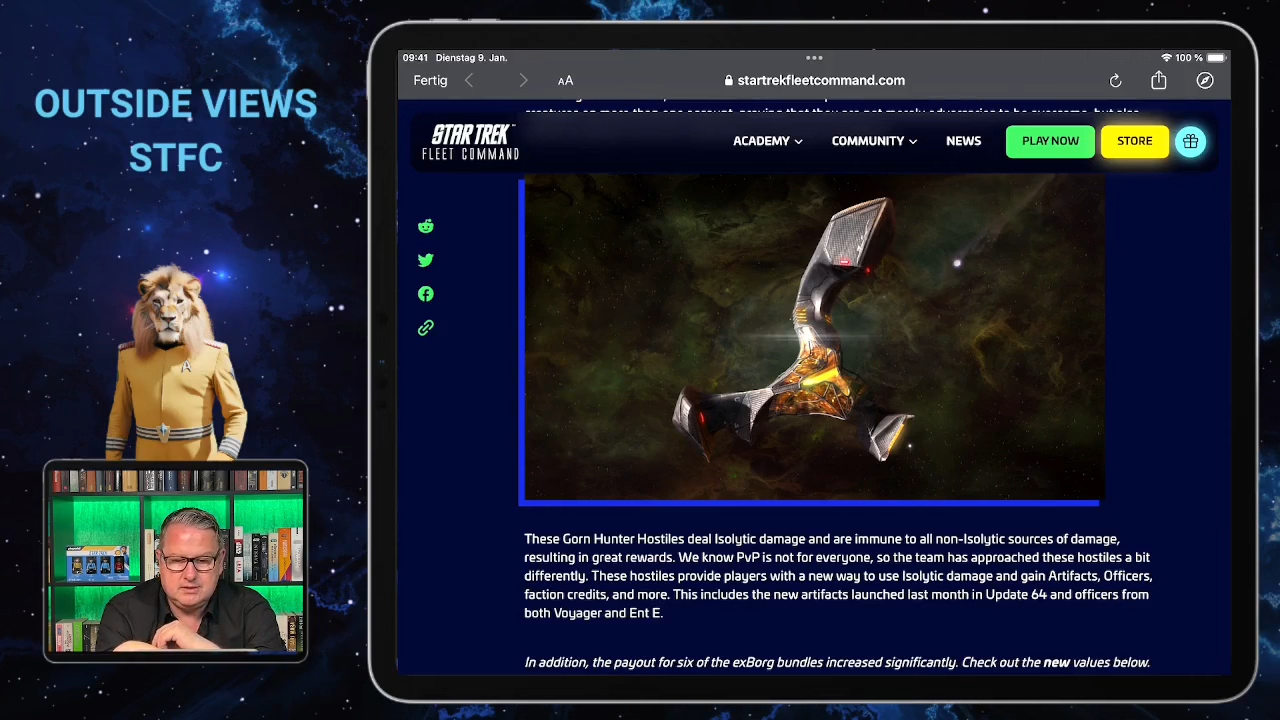 OUTSIDE VIEWS
STFC
09:41 Dienstag 9. Jan.
100 %
Fertig
AA
startrekfleetcommand.com
STAR TREK
FLEET COMMAND
ACADEMY
COMMUNITY
NEWS
PLAY NOW
STORE
These Gorn Hunter Hostiles deal Isolytic damage and are immune to all non-Isolytic sources of damage,
resulting in great rewards. We know PvP is not for everyone, so the team has approached these hostiles a bit
differently. These hostiles provide players with a new way to use Isolytic damage and gain Artifacts, Officers,
faction credits, and more. This includes the new artifacts launched last month in Update 64 and officers from
both Voyager and Ent E.
In addition, the payout for six of the exBorg bundles increased significantly. Check out the new values below.